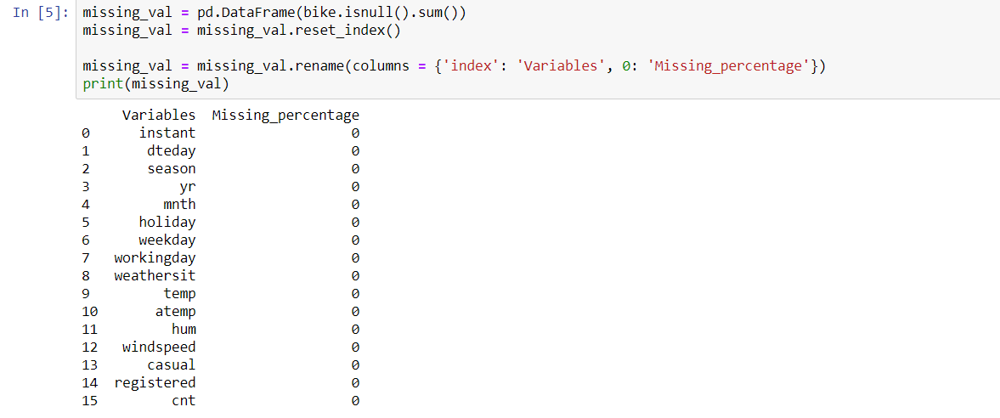 In [5]: missing_val = pd.DataFrame(bike.isnull().sum())
missing_val = missing_val.reset_index()
missing_val = missing_val.rename(columns = {'index': 'Variables', 0: 'Missing_percentage'})
print(missing_val)
Variables Missing_percentage
0 instant 0
1 dteday 0
2 season 0
3 yr 0
4 mnth 0
5 holiday 0
6 weekday 0
7 workingday 0
8 weathersit 0
9 temp 0
10 atemp 0
11 hum 0
12 windspeed 0
13 casual 0
14 registered 0
15 cnt 0